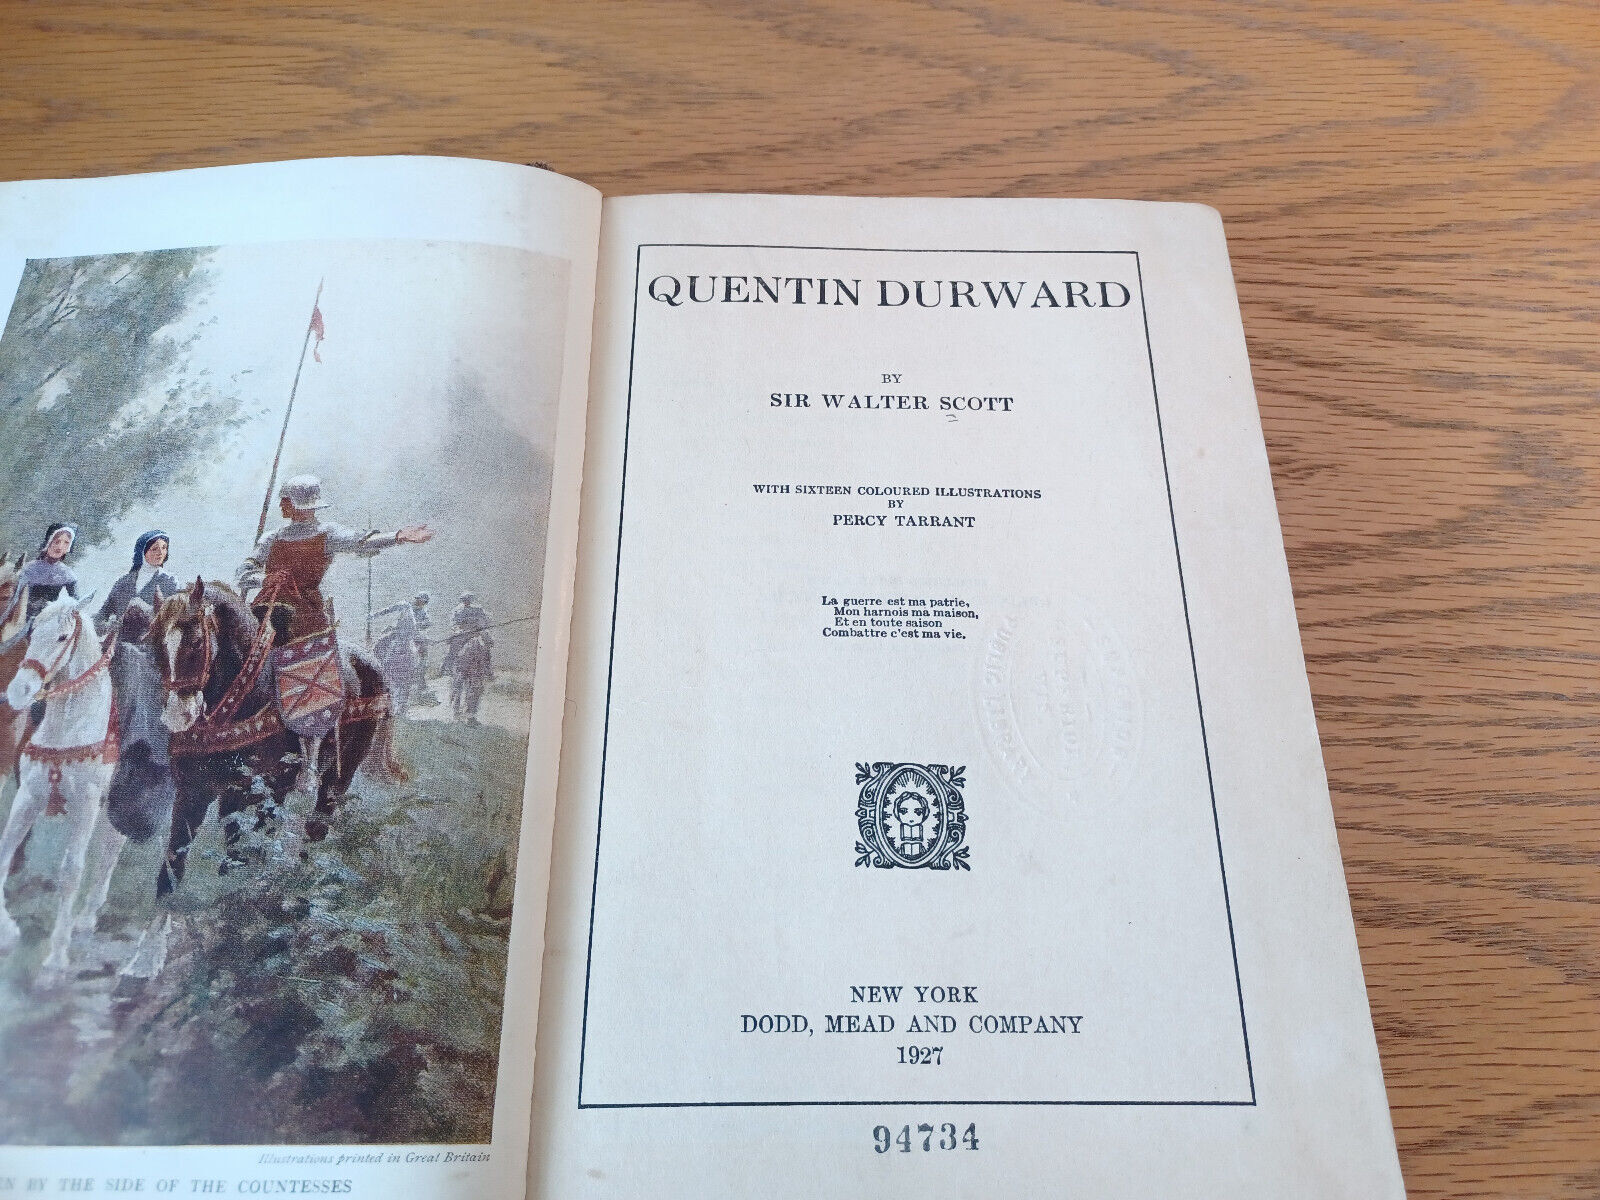 Illustrations printed in Great Britain
BY THE SIDE OF THE COUNTESSES
QUENTIN DURWARD
BY
SIR WALTER SCOTT
WITH SIXTEEN COLOURED ILLUSTRATIONS
BY
PERCY TARRANT
La guerre est ma patrie,
Mon harnois ma maison,
Et en toute saison
Combattre c'est ma vie.
PUBLIC LIBRARY
NEW YORK
DODD, MEAD AND COMPANY
1927
94734